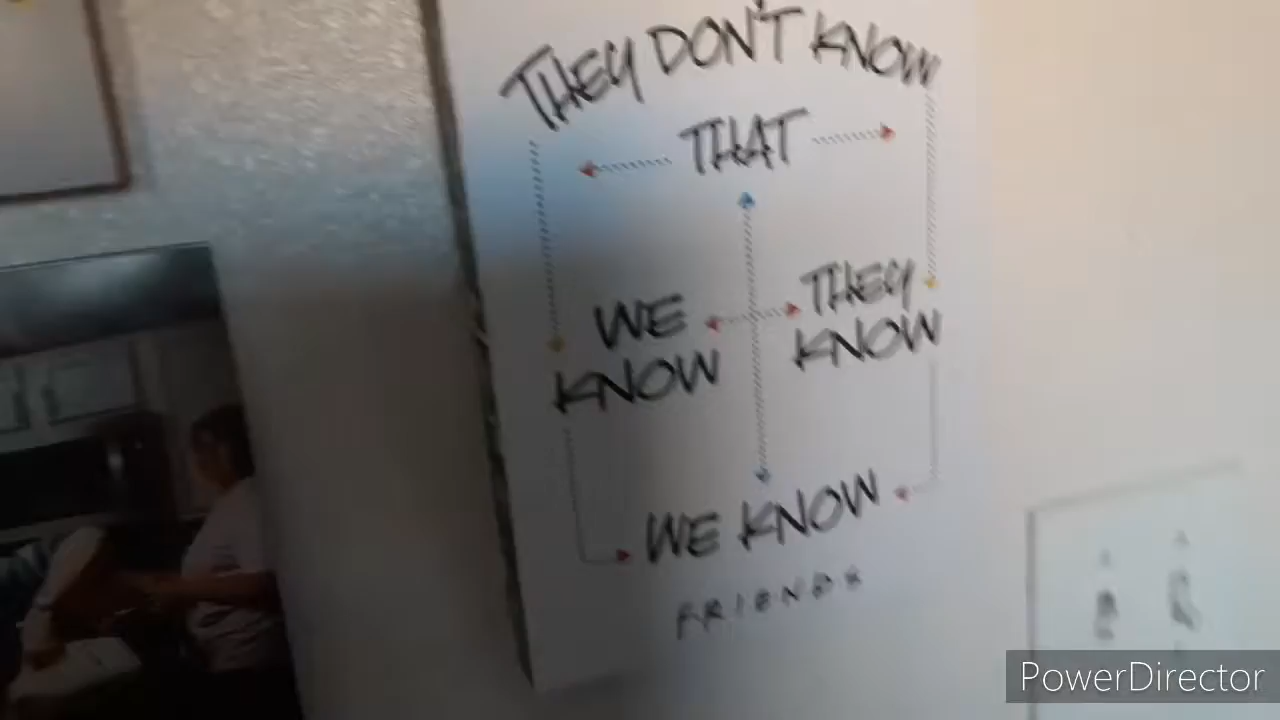 THEY DON'T KNOW
THAT
WE
KNOW
THEY
KNOW
WE KNOW
FRIENDS
PowerDirector